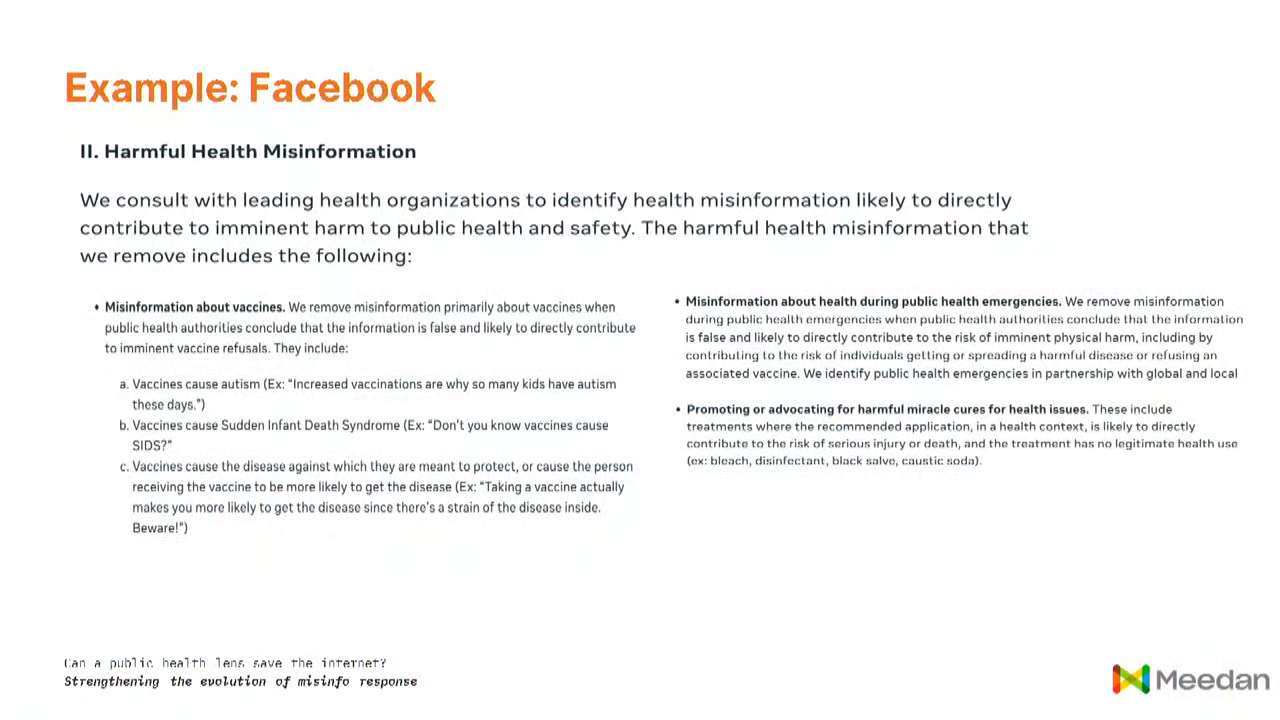 Example: Facebook
II. Harmful Health Misinformation
We consult with leading health organizations to identify health misinformation likely to directly
contribute to imminent harm to public health and safety. The harmful health misinformation that
we remove includes the following:
• Misinformation about vaccines. We remove misinformation primarily about vaccines when
public health authorities conclude that the information is false and likely to directly contribute
to imminent vaccine refusals. They include:
a. Vaccines cause autism (Ex: “Increased vaccinations are why so many kids have autism
these days.”)
b. Vaccines cause Sudden Infant Death Syndrome (Ex: “Don’t you know vaccines cause
SIDS?”
c. Vaccines cause the disease against which they are meant to protect, or cause the person
receiving the vaccine to be more likely to get the disease (Ex: “Taking a vaccine actually
makes you more likely to get the disease since there’s a strain of the disease inside.
Beware!”)
• Misinformation about health during public health emergencies. We remove misinformation
during public health emergencies when public health authorities conclude that the information
is false and likely to directly contribute to the risk of imminent physical harm, including by
contributing to the risk of individuals getting or spreading a harmful disease or refusing an
associated vaccine. We identify public health emergencies in partnership with global and local
• Promoting or advocating for harmful miracle cures for health issues. These include
treatments where the recommended application, in a health context, is likely to directly
contribute to the risk of serious injury or death, and the treatment has no legitimate health use
(ex: bleach, disinfectant, black salve, caustic soda).
Can a public health lens save the internet?
Strengthening the evolution of misinfo response
Meedan